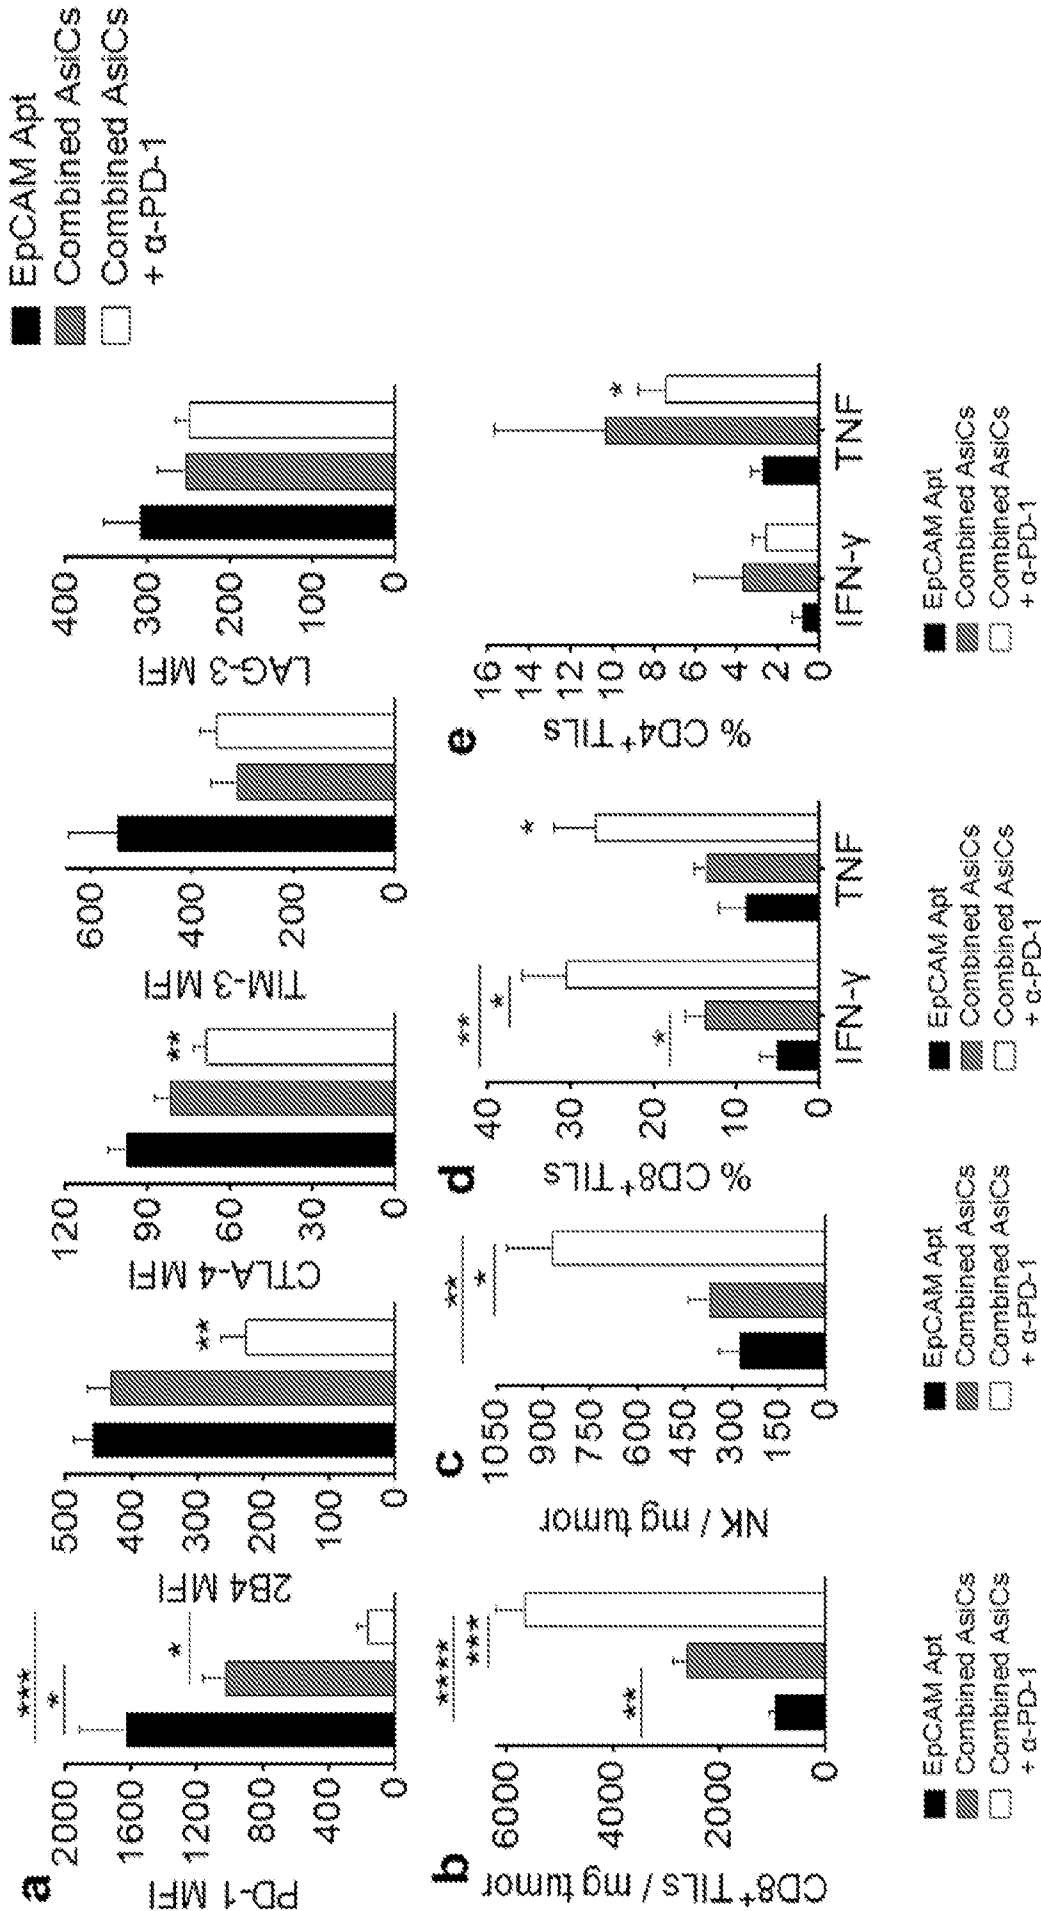 EpCAM Apt
Combined AsiCs
Combined AsiCs
+ α-PD-1
a
PD-1 MFI
2000
1600
1200
800
400
0
***
*
*
2B4 MFI
500
400
300
200
100
0
**
CTLA-4 MFI
120
90
60
30
0
**
TIM-3 MFI
600
400
200
0
LAG-3 MFI
400
300
200
100
0
b
CD8+TILs / mg tumor
6000
4000
2000
0
****
***
**
EpCAM Apt
Combined AsiCs
Combined AsiCs
+ α-PD-1
c
NK / mg tumor
1050
900
750
600
450
300
150
0
**
*
EpCAM Apt
Combined AsiCs
Combined AsiCs
+ α-PD-1
d
% CD8+TILs
40
30
20
10
0
**
*
*
*
IFN-γ TNF
EpCAM Apt
Combined AsiCs
Combined AsiCs
+ α-PD-1
e
% CD4+TILs
16
14
12
10
8
6
4
2
0
*
IFN-γ TNF
EpCAM Apt
Combined AsiCs
Combined AsiCs
+ α-PD-1